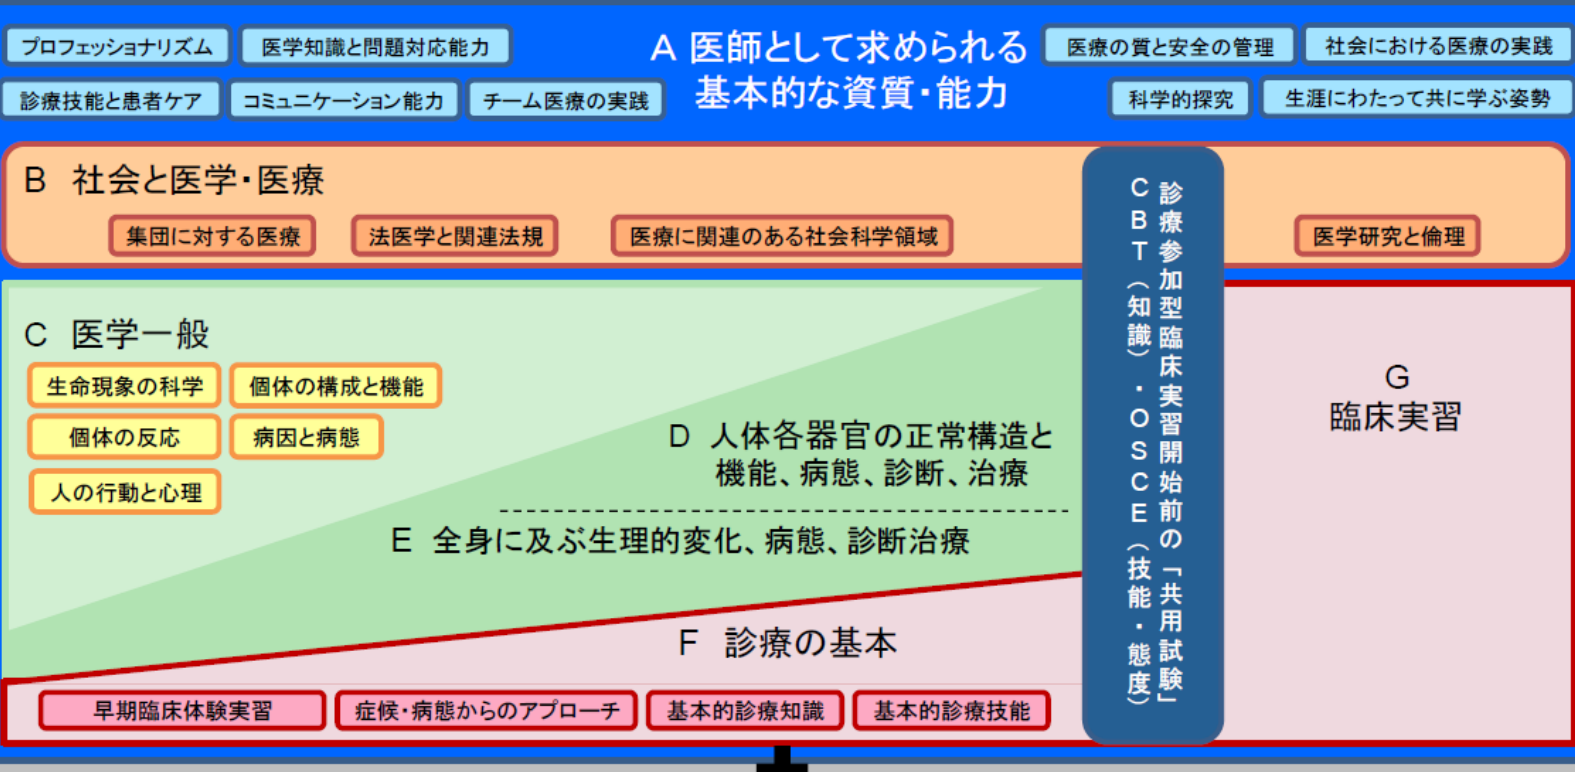 A 医師として求められる
基本的な資質・能力
プロフェッショナリズム
医学知識と問題対応能力
診療技能と患者ケア
コミュニケーション能力
チーム医療の実践
医療の質と安全の管理
社会における医療の実践
科学的探究
生涯にわたって共に学ぶ姿勢
B 社会と医学・医療
集団に対する医療
法医学と関連法規
医療に関連のある社会科学領域
医学研究と倫理
C 医学一般
生命現象の科学
個体の構成と機能
個体の反応
病因と病態
人の行動と心理
D 人体各器官の正常構造と
機能、病態、診断、治療
E 全身に及ぶ生理的変化、病態、診断治療
F 診療の基本
早期臨床体験実習
症候・病態からのアプローチ
基本的診療知識
基本的診療技能
診療参加型臨床実習開始前の「共用試験」
CBT(知識)・OSCE(技能・態度)
G
臨床実習